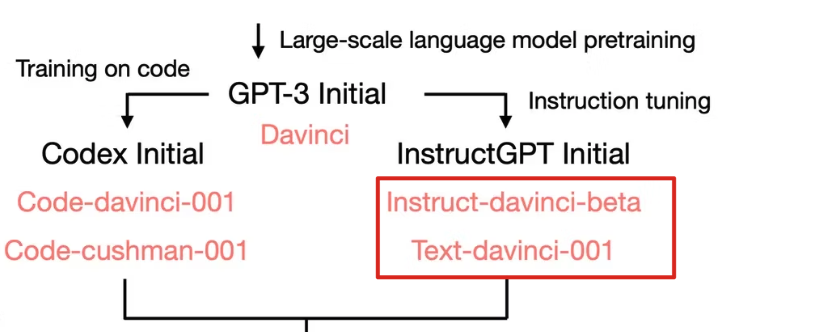 Large-scale language model pretraining
Training on code
GPT-3 Initial
Instruction tuning
Davinci
Codex Initial
InstructGPT Initial
Code-davinci-001
Instruct-davinci-beta
Code-cushman-001
Text-davinci-001